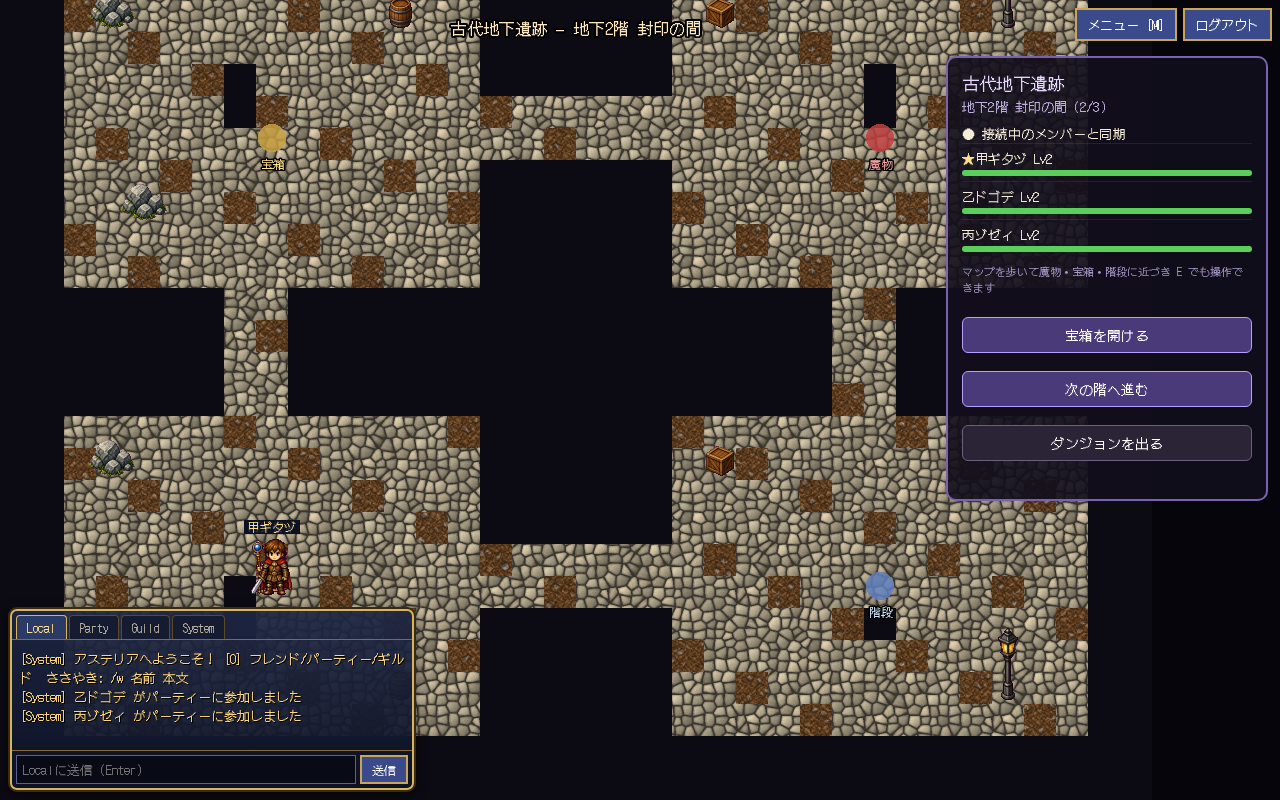 古代地下遺跡 - 地下2階 封印の間
メニュー [M]
ログアウト
宝箱
魔物
甲ギタヅ
階段
古代地下遺跡
地下2階 封印の間 (2/3)
● 接続中のメンバーと同期
★甲ギタヅ Lv2
乙ドゴデ Lv2
丙ゾゼィ Lv2
マップを歩いて魔物・宝箱・階段に近づき E でも操作で
きます
宝箱を開ける
次の階へ進む
ダンジョンを出る
Local
Party
Guild
System
[System] アステリアへようこそ! [O] フレンド/パーティー/ギル
ド ささやき: /w 名前 本文
[System] 乙ドゴデ がパーティーに参加しました
[System] 丙ゾゼィ がパーティーに参加しました
Localに送信 (Enter)
送信